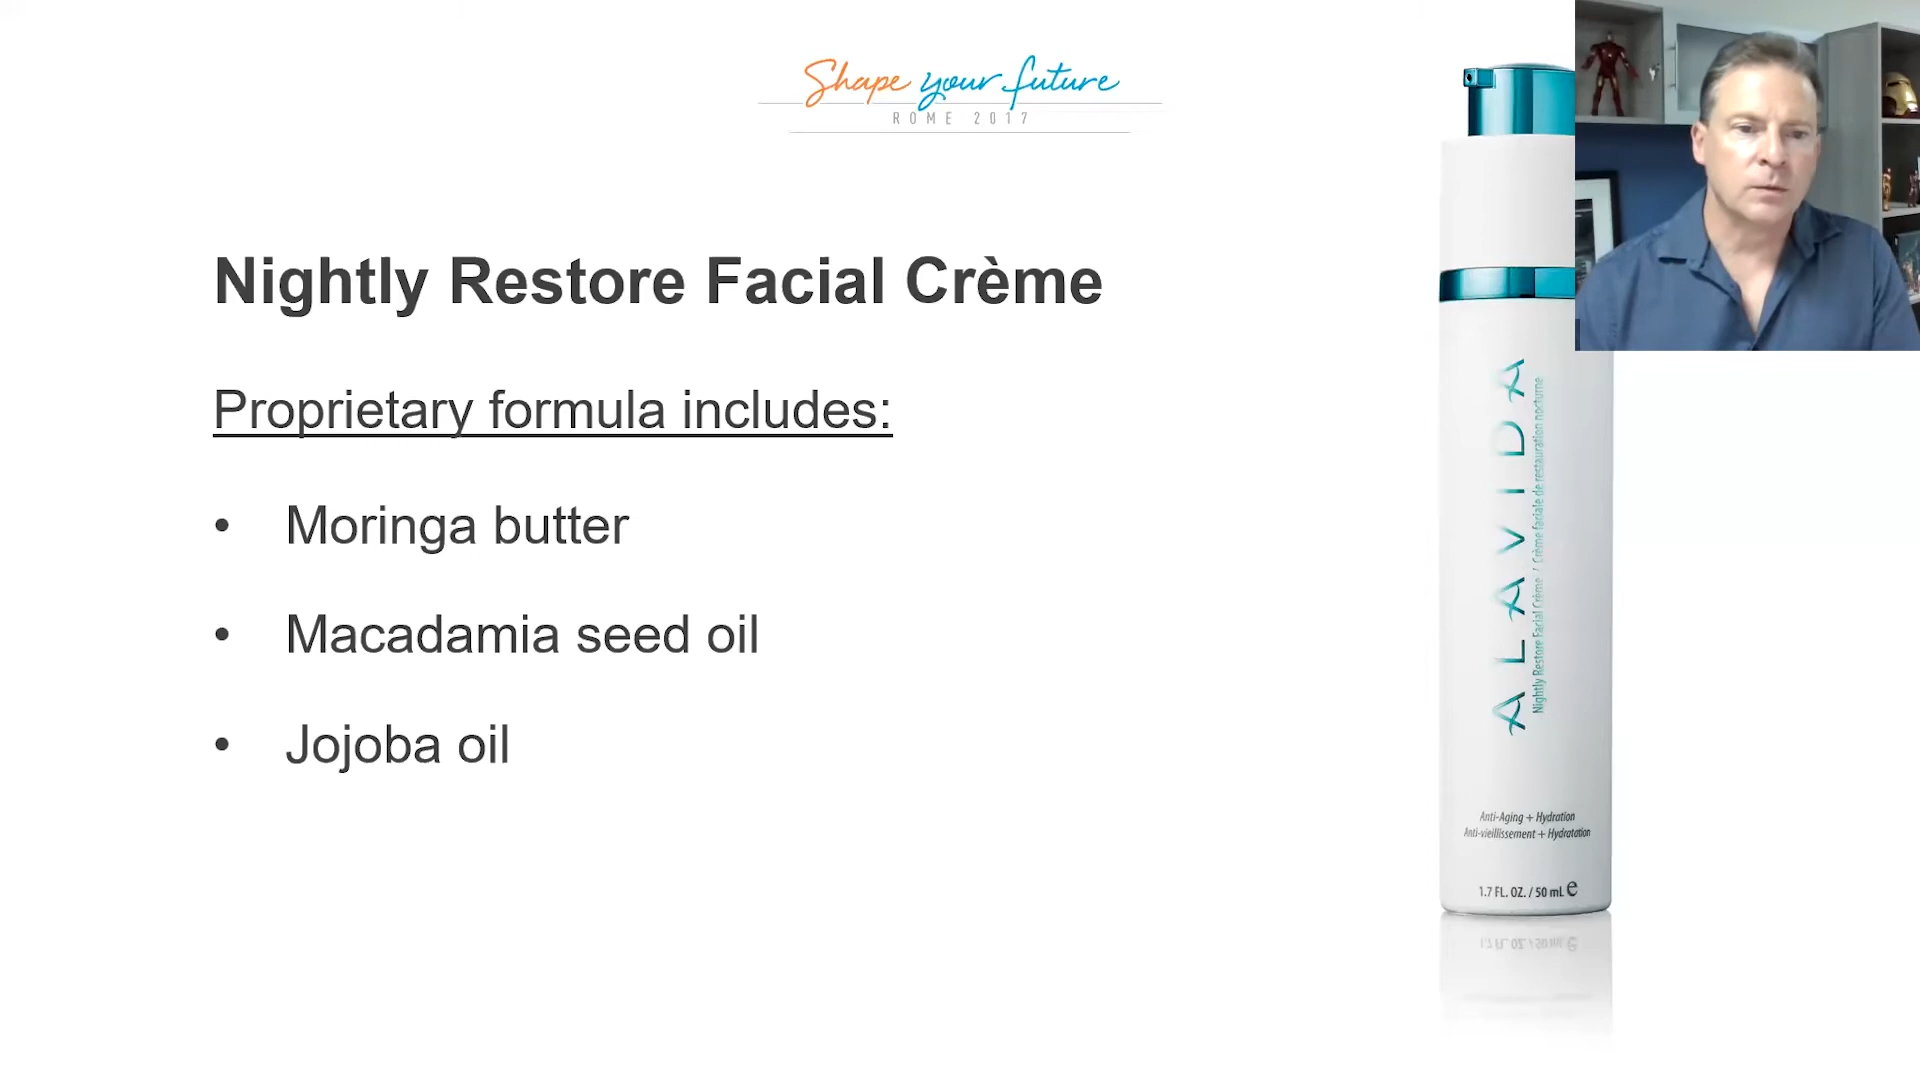 Shape your future
ROME 2017
Nightly Restore Facial Crème
Proprietary formula includes:
• Moringa butter
• Macadamia seed oil
• Jojoba oil
ALAVIDA
Nightly Restore Facial Crème / Crème faciale de restauration nocturne
Anti-Aging + Hydration
Anti-vieillissement + Hydratation
1.7 FL. OZ. / 50 mL e